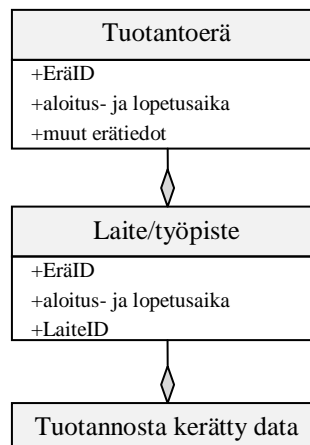 Tuotantoerä
+EräID
+aloitus- ja lopetusaika
+muut erätiedot
Laite/työpiste
+EräID
+aloitus- ja lopetusaika
+LaiteID
Tuotannosta kerätty data